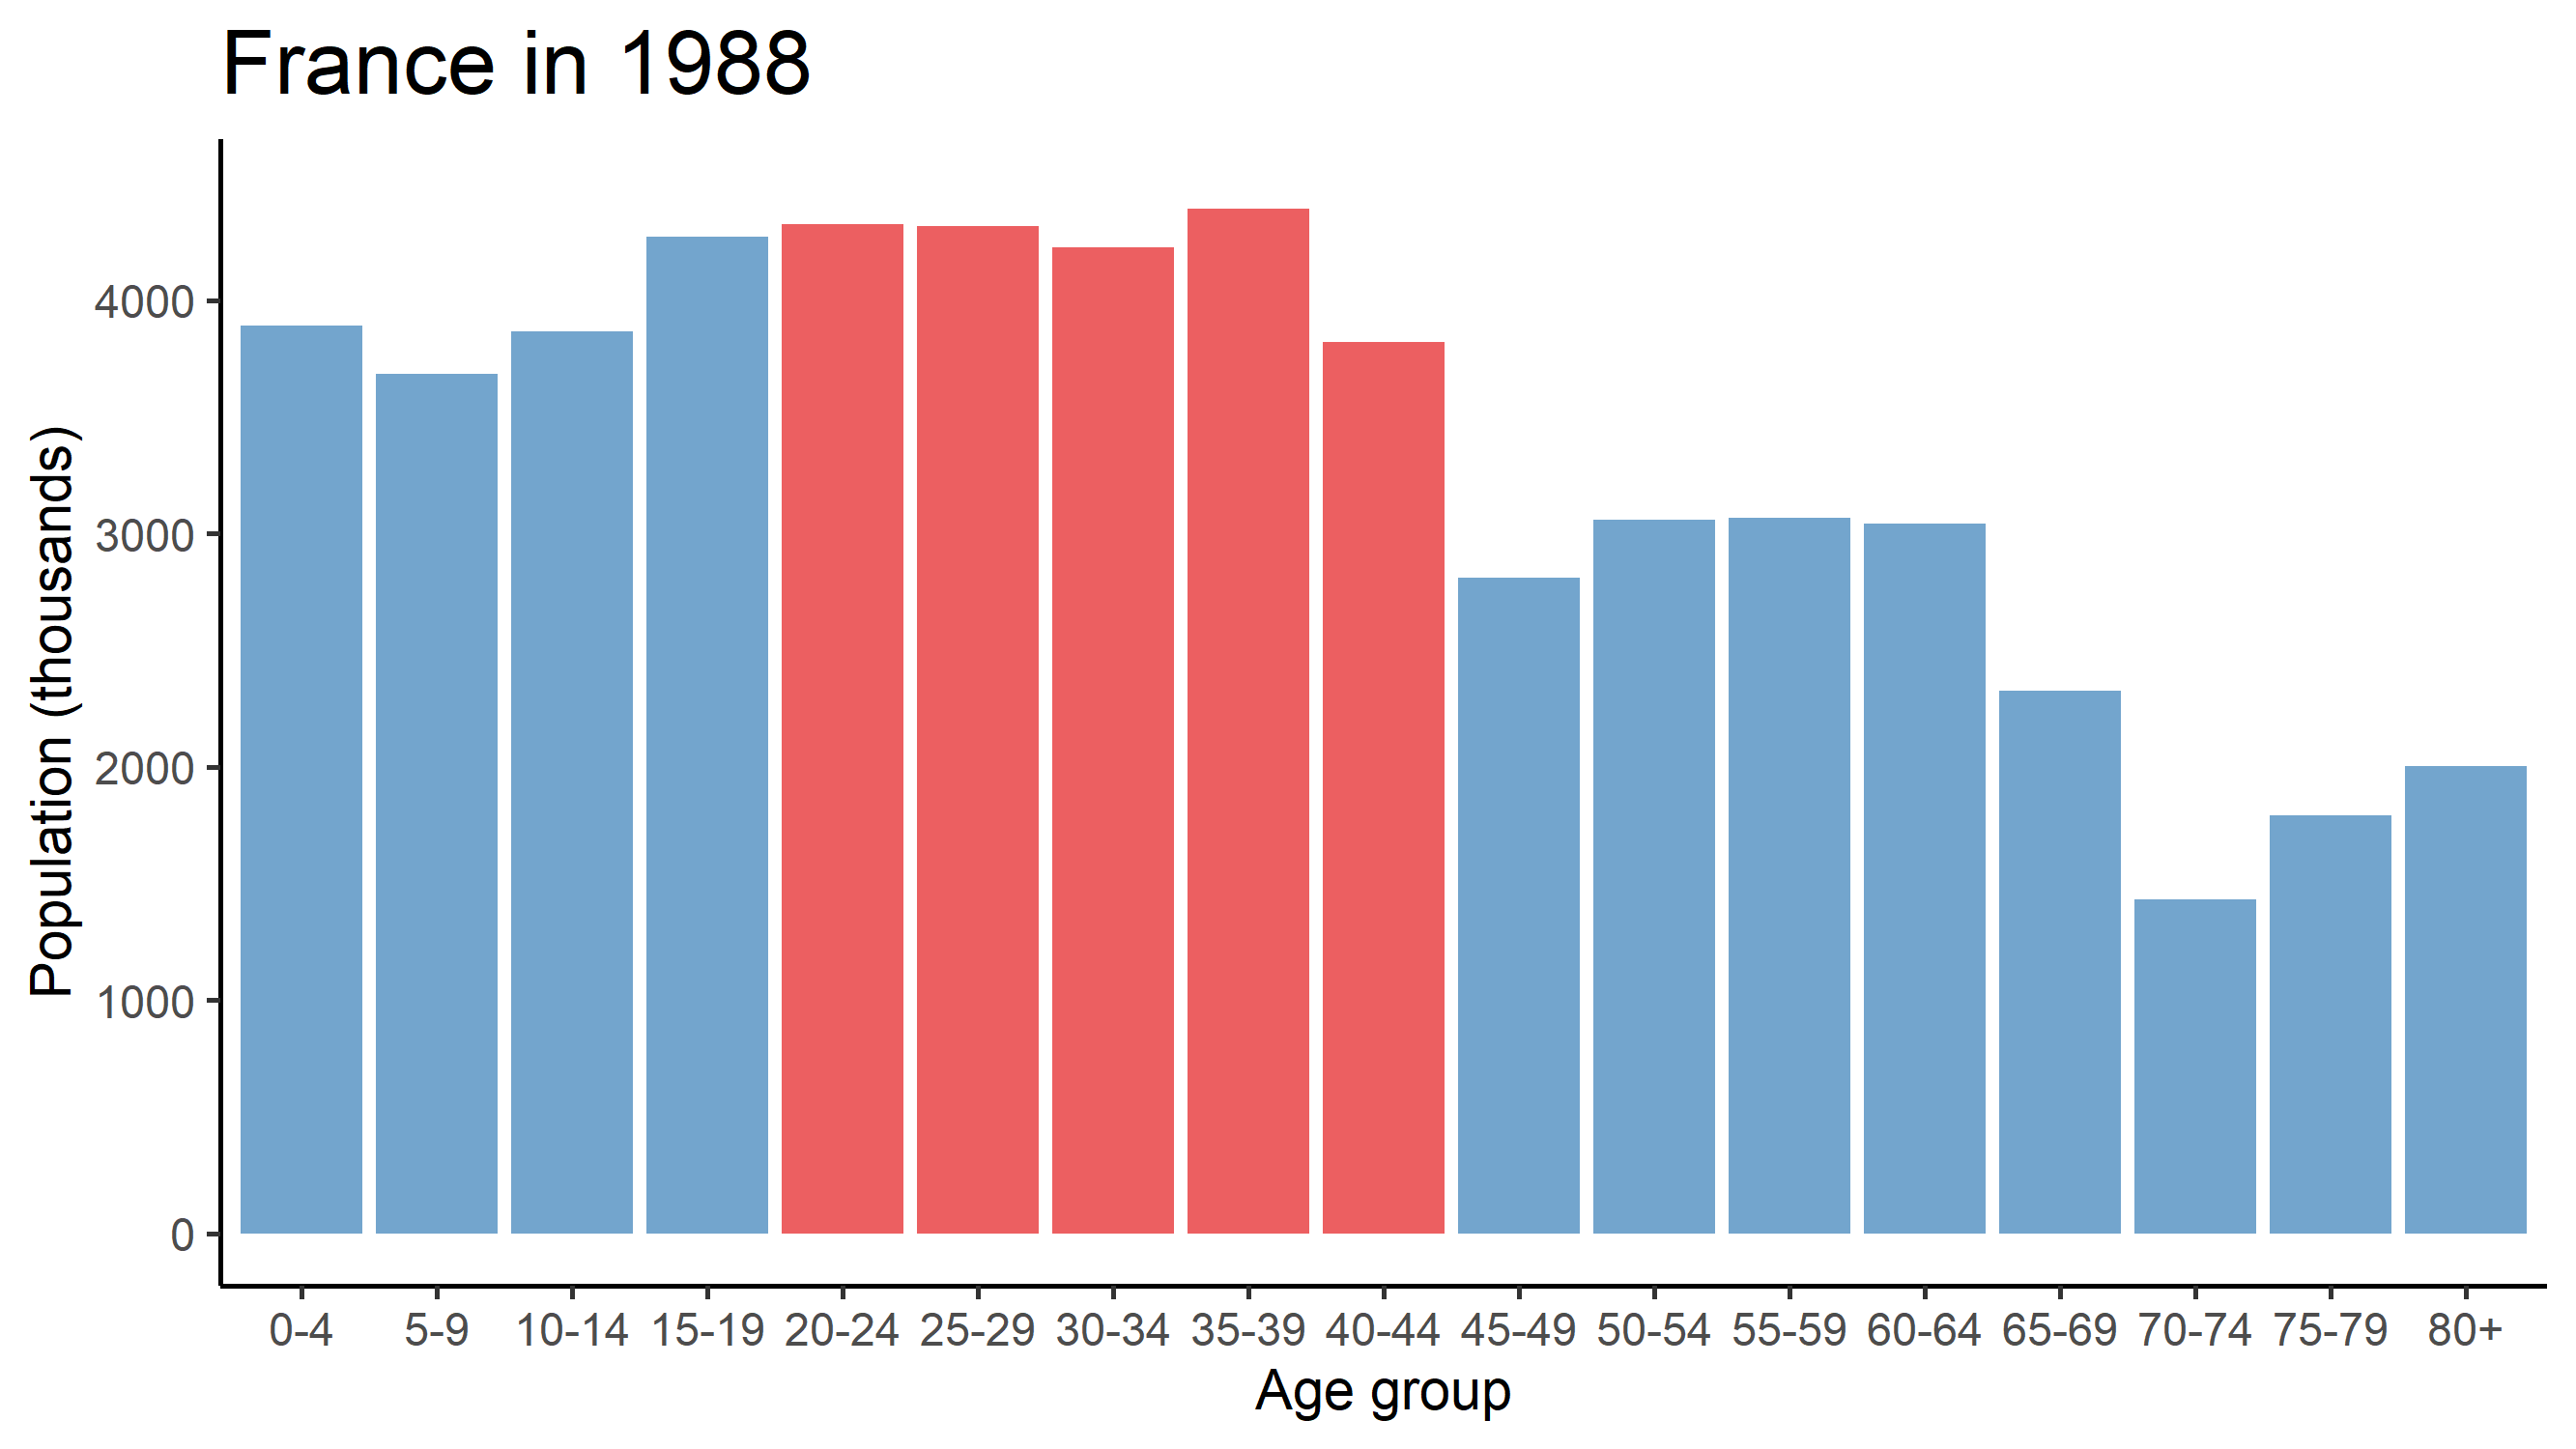 France in 1988
Population (thousands)
4000
3000
2000
1000
0
0-4 5-9 10-14 15-19 20-24 25-29 30-34 35-39 40-44 45-49 50-54 55-59 60-64 65-69 70-74 75-79 80+
Age group